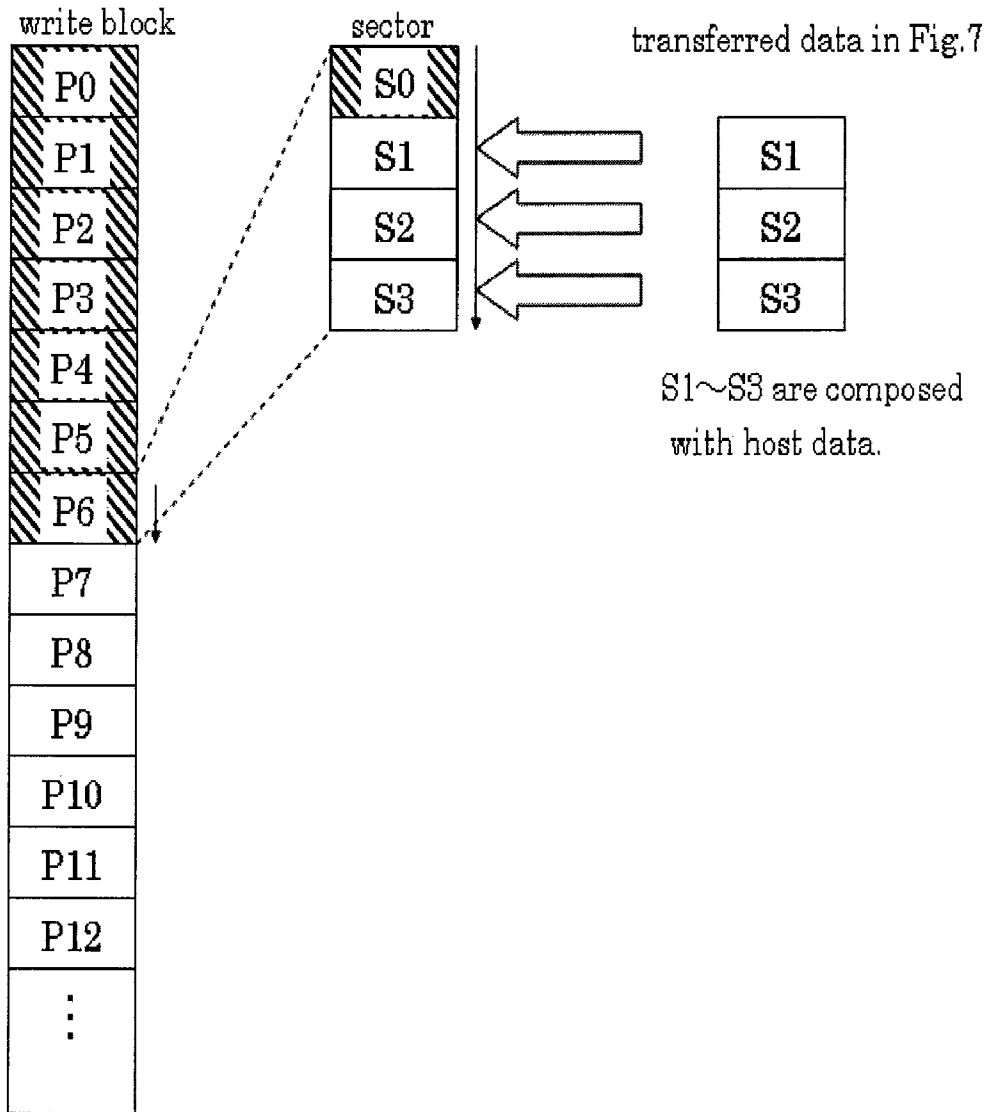 write block
sector
transferred data in Fig.7
P0
P1
P2
P3
P4
P5
P6
P7
P8
P9
P10
P11
P12
⋮
S0
S1
S2
S3
S1
S2
S3
S1~S3 are composed
with host data.